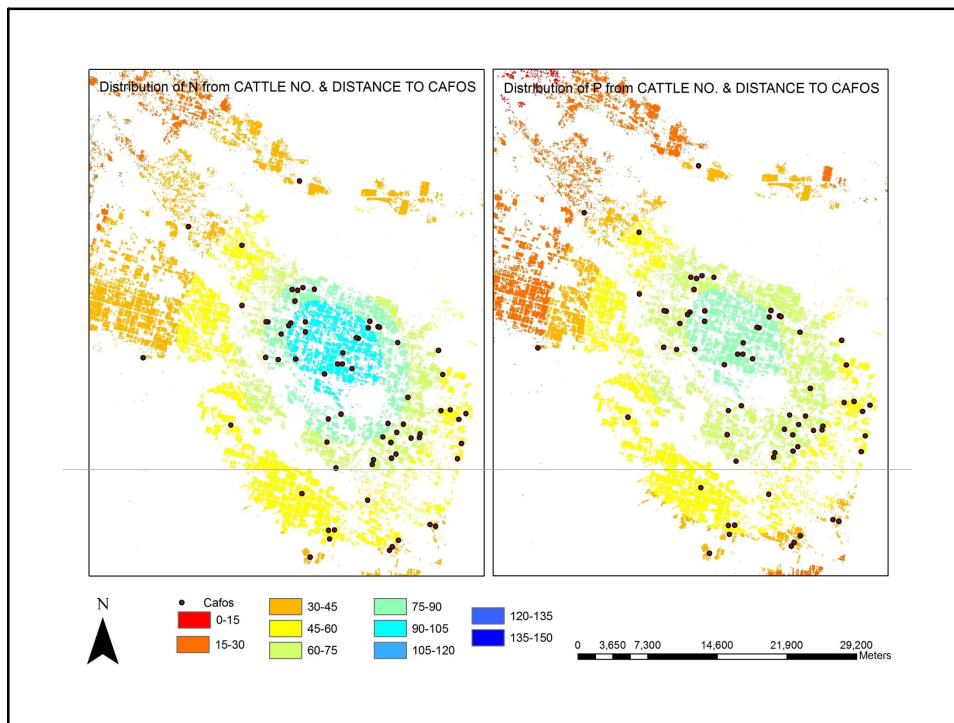 Distribution of N from CATTLE NO. & DISTANCE TO CAFOS
Distribution of P from CATTLE NO. & DISTANCE TO CAFOS
N
Cafos
0-15
15-30
30-45
45-60
60-75
75-90
90-105
105-120
120-135
135-150
0 3,650 7,300 14,600 21,900 29,200
Meters